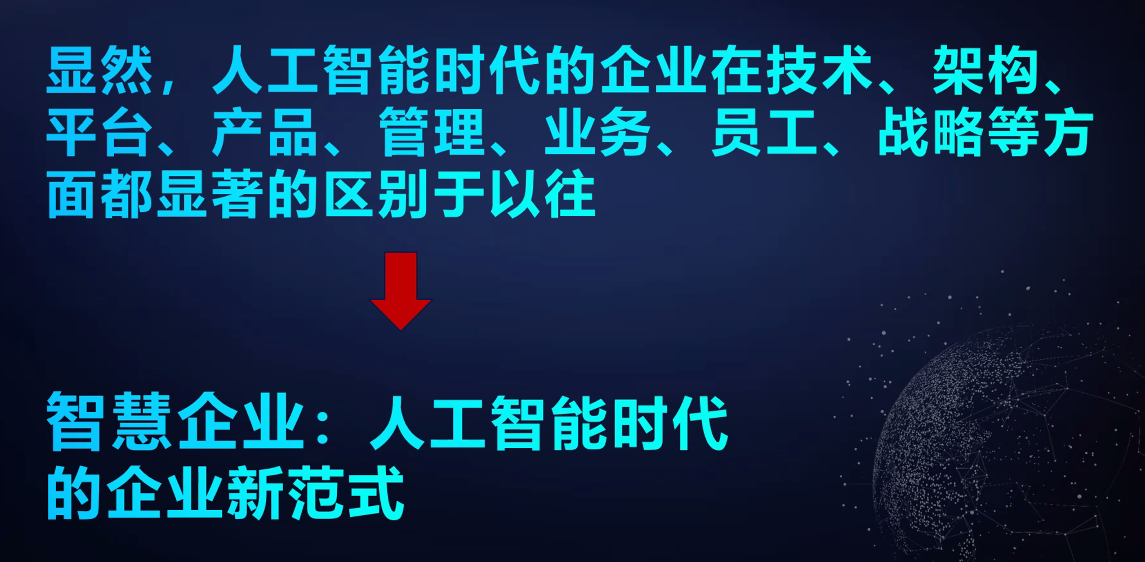 显然，人工智能时代的企业在技术、架构、
平台、产品、管理、业务、员工、战略等方
面都显著的区别于以往
智慧企业：人工智能时代
的企业新范式